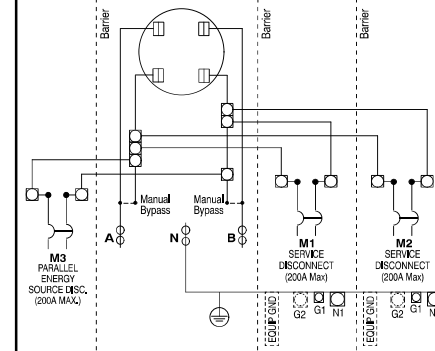 Barrier
Barrier
Barrier
Manual
Bypass
Manual
Bypass
A
N
B
M3
PARALLEL
ENERGY
SOURCE DISC.
(200A MAX.)
M1
SERVICE
DISCONNECT
(200A Max)
M2
SERVICE
DISCONNECT
(200A Max)
EQUIP GND
G2
G1
N1
EQUIP GND
G2
G1
N